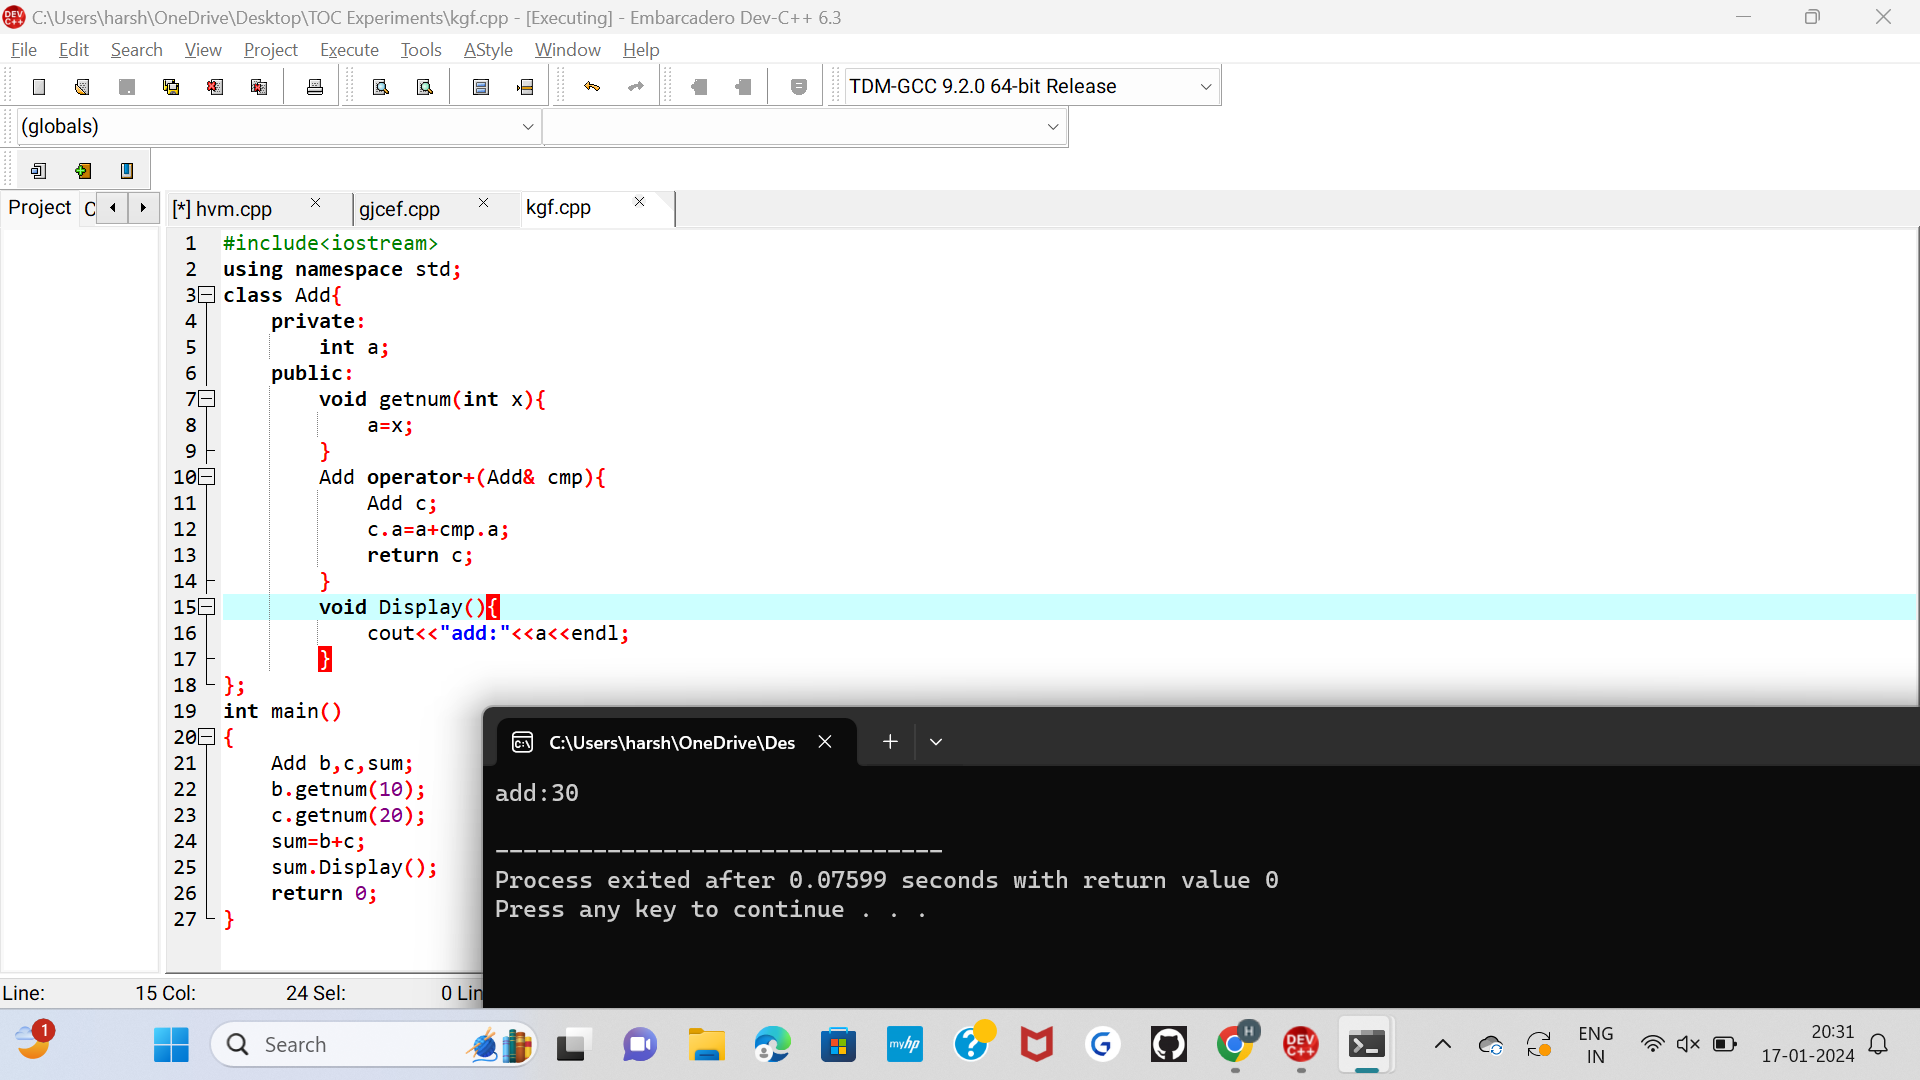 C:\Users\harsh\OneDrive\Desktop\TOC Experiments\kgf.cpp - [Executing] - Embarcadero Dev-C++ 6.3
File Edit Search View Project Execute Tools AStyle Window Help
TDM-GCC 9.2.0 64-bit Release
(globals)
Project C [*] hvm.cpp gjcef.cpp kgf.cpp
1 #include<iostream>
2 using namespace std;
3 class Add{
4     private:
5         int a;
6     public:
7         void getnum(int x){
8             a=x;
9         }
10         Add operator+(Add& cmp){
11             Add c;
12             c.a=a+cmp.a;
13             return c;
14         }
15         void Display(){
16             cout<<"add:"<<a<<endl;
17         }
18 };
19 int main()
20 {
21     Add b,c,sum;
22     b.getnum(10);
23     c.getnum(20);
24     sum=b+c;
25     sum.Display();
26     return 0;
27 }
C:\Users\harsh\OneDrive\Des
add:30
--------------------------------
Process exited after 0.07599 seconds with return value 0
Press any key to continue . . .
Line: 15 Col: 24 Sel: 0 Lin
1
Search
myhp
H
DEV C++
ENG
IN
20:31
17-01-2024